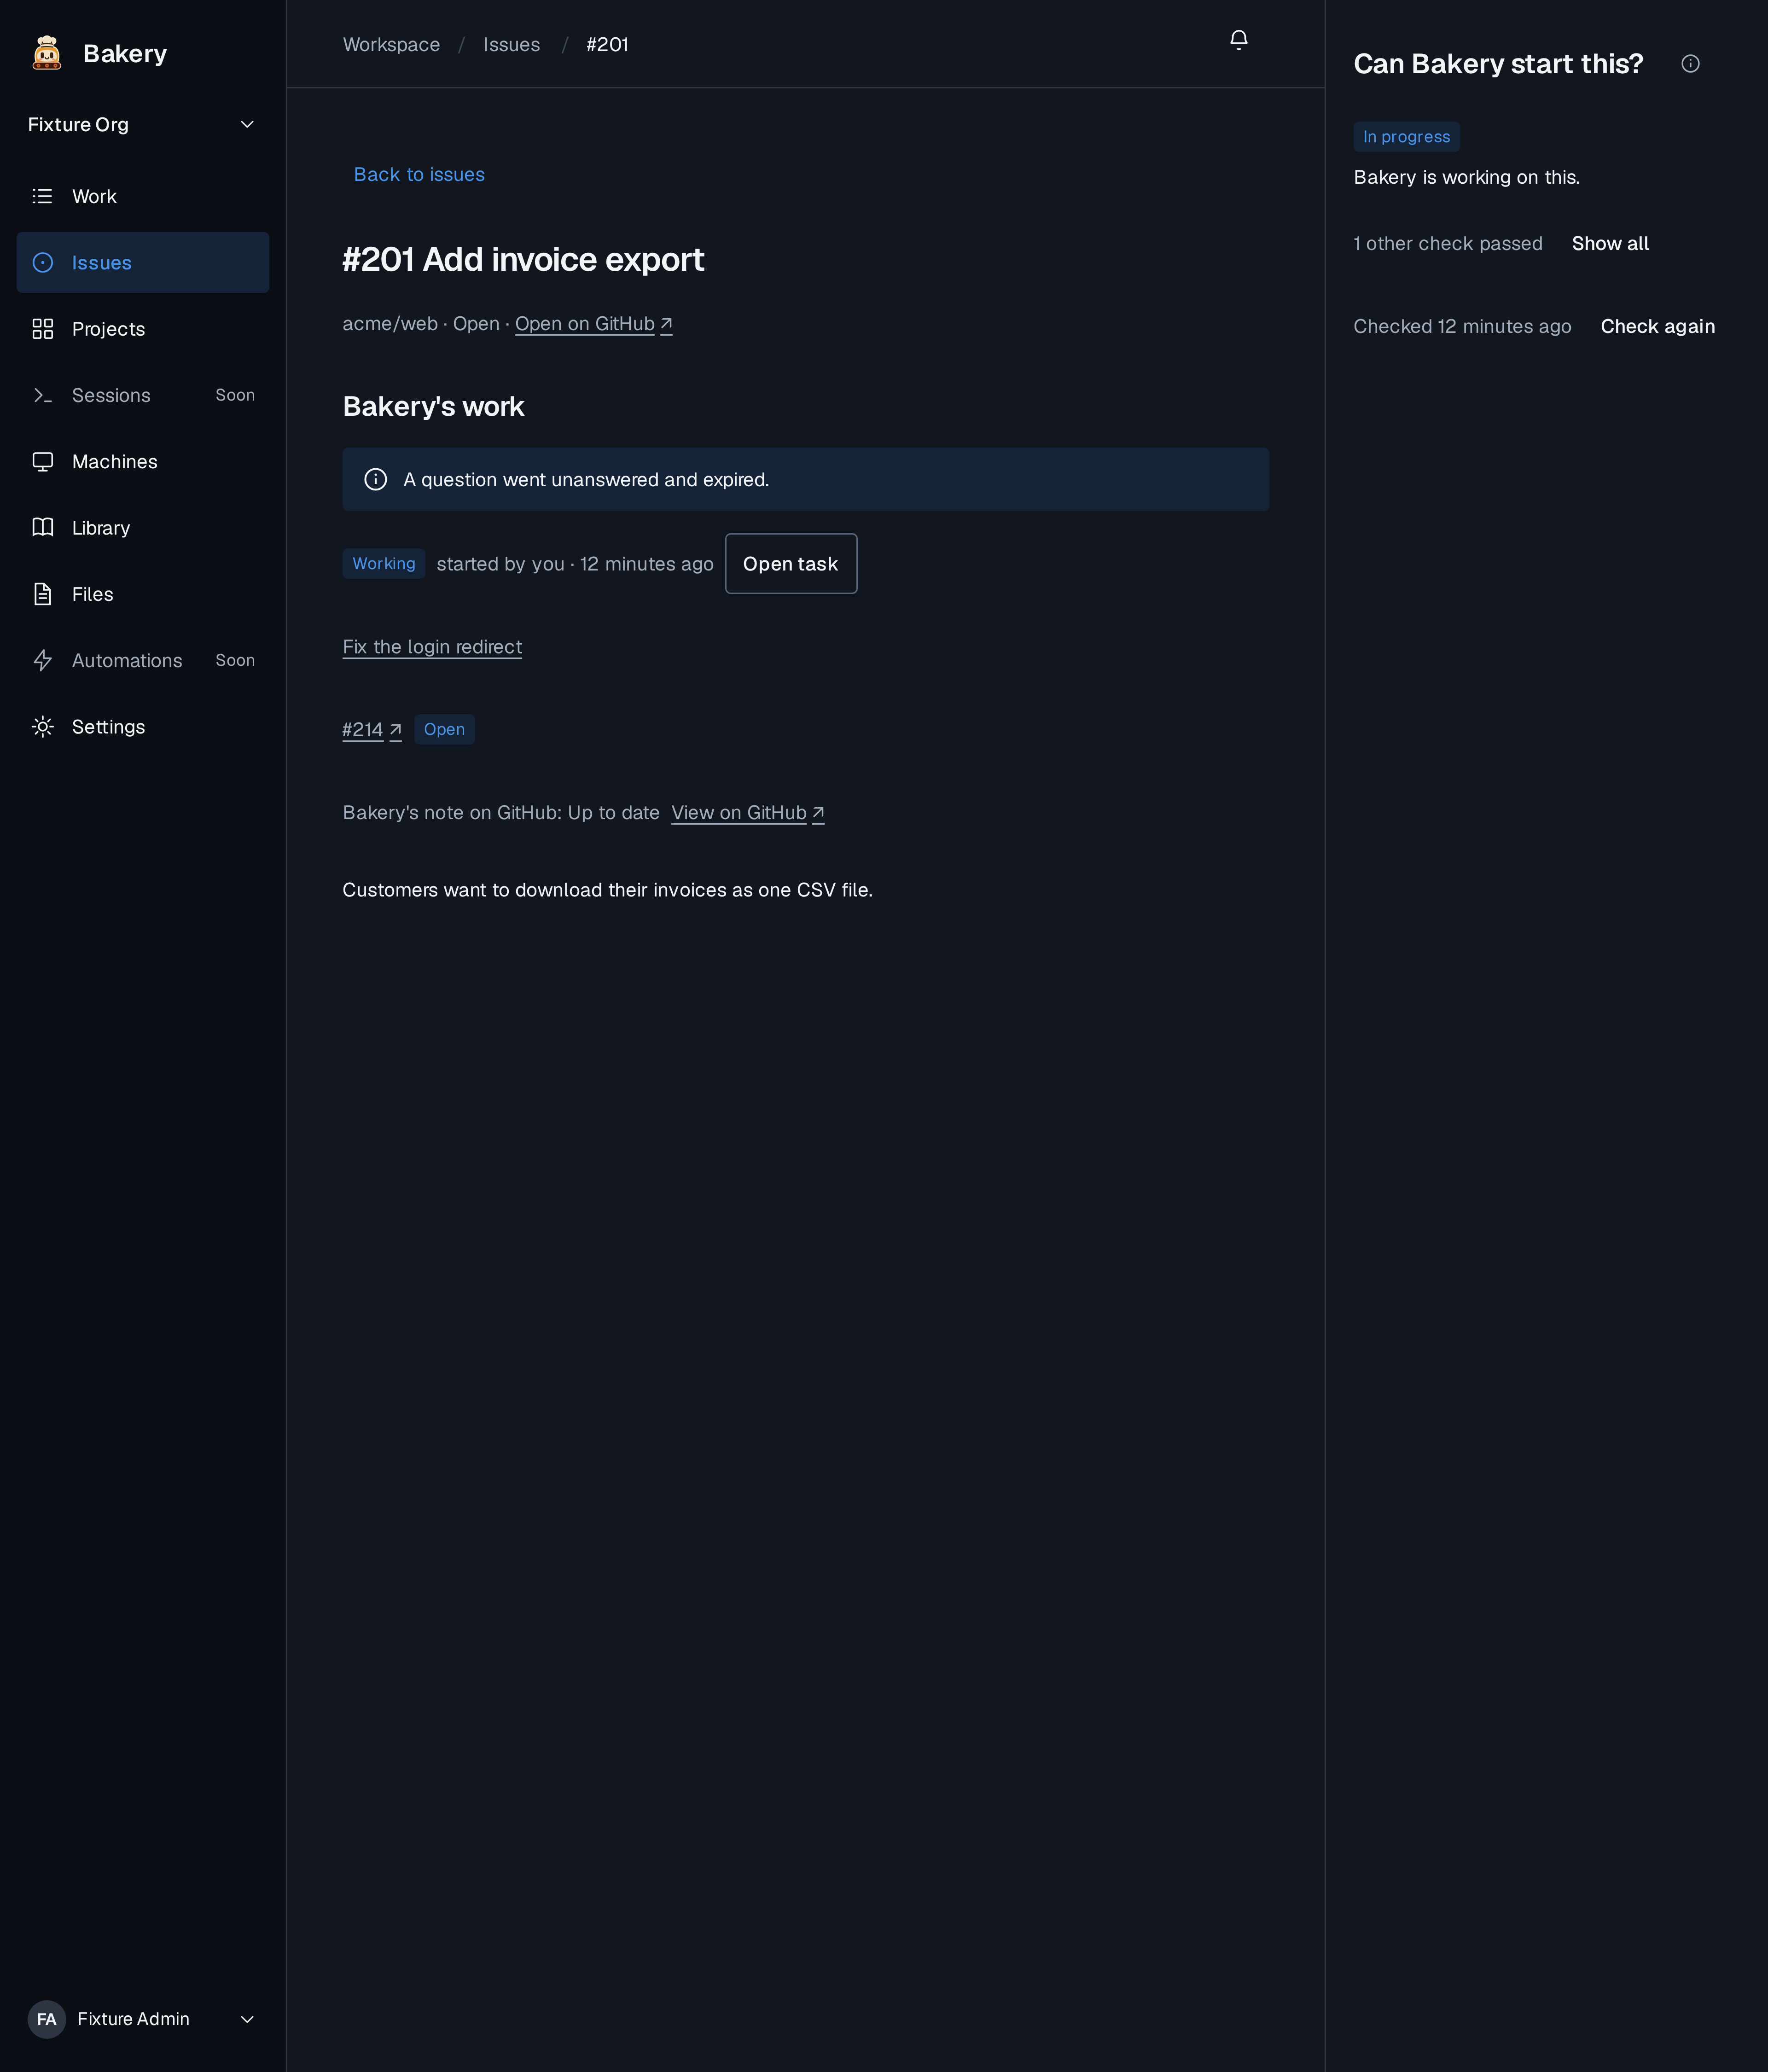 Bakery
Fixture Org
Work
Issues
Projects
Sessions Soon
Machines
Library
Files
Automations Soon
Settings
FA Fixture Admin
Workspace / Issues / #201
Back to issues
#201 Add invoice export
acme/web · Open · Open on GitHub ↗
Bakery's work
A question went unanswered and expired.
Working started by you · 12 minutes ago Open task
Fix the login redirect
#214 ↗ Open
Bakery's note on GitHub: Up to date View on GitHub ↗
Customers want to download their invoices as one CSV file.
Can Bakery start this?
In progress
Bakery is working on this.
1 other check passed Show all
Checked 12 minutes ago Check again